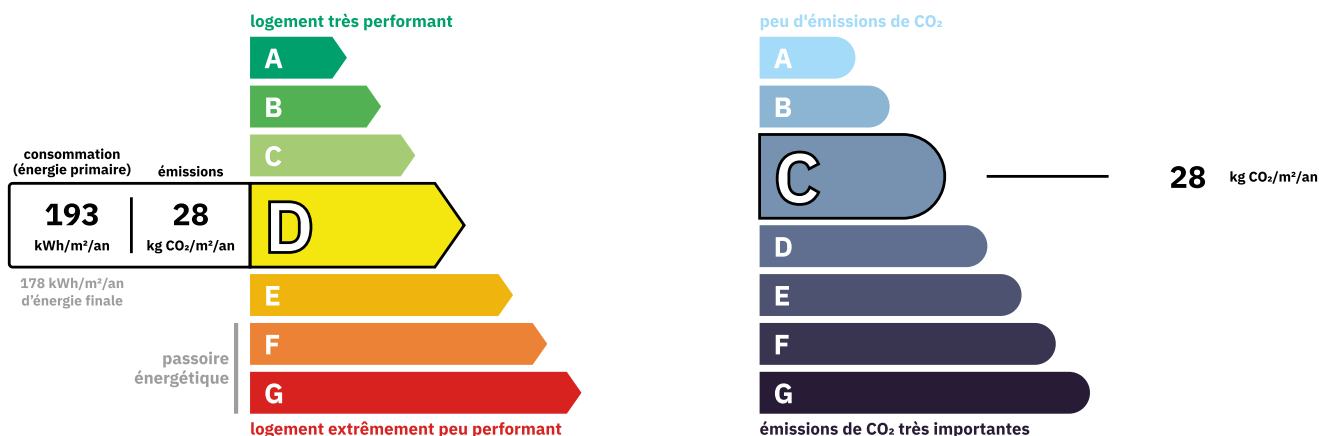 logement très performant
A
B
C
consommation
(énergie primaire)
émissions
193
kWh/m²/an
28
kg CO₂/m²/an
D
178 kWh/m²/an
d'énergie finale
E
F
passoire
énergétique
G
logement extrêmement peu performant
peu d'émissions de CO₂
A
B
C
28 kg CO₂/m²/an
D
E
F
G
émissions de CO₂ très importantes